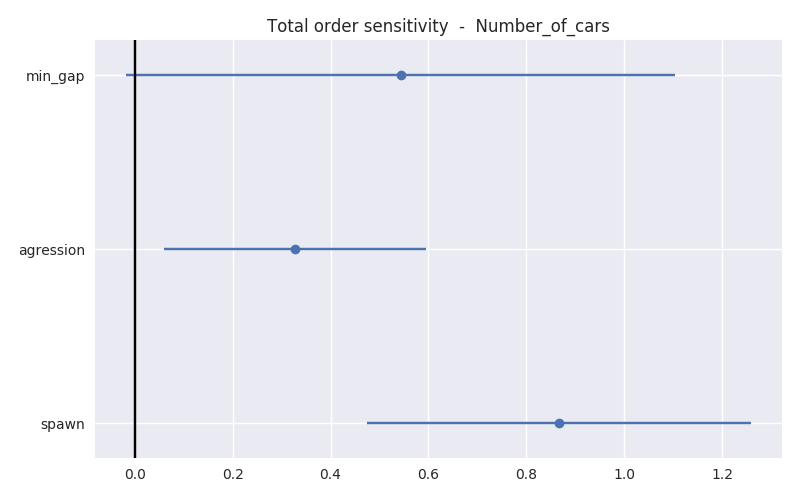 Total order sensitivity  -  Number_of_cars
min_gap
agression
spawn
0.0 0.2 0.4 0.6 0.8 1.0 1.2